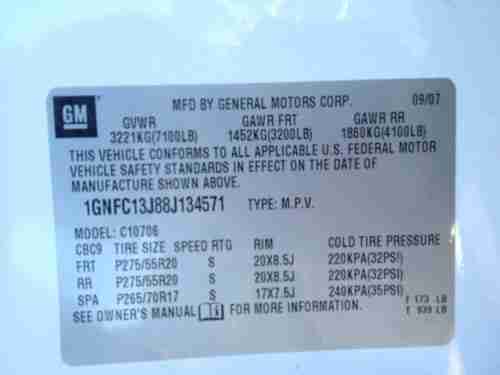 GM
MFD BY GENERAL MOTORS CORP. 09/07
GVWR GAWR FRT GAWR RR
3221KG(7100LB) 1452KG(3200LB) 1860KG(4100LB)
THIS VEHICLE CONFORMS TO ALL APPLICABLE U.S. FEDERAL MOTOR
VEHICLE SAFETY STANDARDS IN EFFECT ON THE DATE OF
MANUFACTURE SHOWN ABOVE.
1GNFC13J88J134571 TYPE: M.P.V.
MODEL: C10706
CBC9 TIRE SIZE SPEED RTG RIM COLD TIRE PRESSURE
FRT P275/55R20 S 20X8.5J 220KPA(32PSI)
RR P275/55R20 S 20X8.5J 220KPA(32PSI)
SPA P265/70R17 S 17X7.5J 240KPA(35PSI)
SEE OWNER'S MANUAL FOR MORE INFORMATION.
173 LB
939 LB